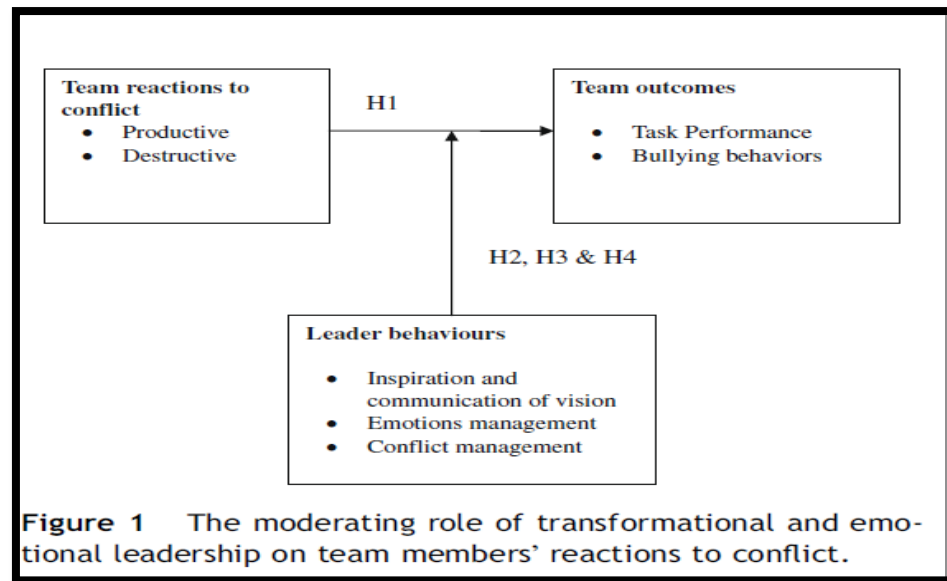 Team reactions to
conflict
• Productive
• Destructive
H1
Team outcomes
• Task Performance
• Bullying behaviors
H2, H3 & H4
Leader behaviours
• Inspiration and
communication of vision
• Emotions management
• Conflict management
Figure 1 The moderating role of transformational and emo-
tional leadership on team members’ reactions to conflict.